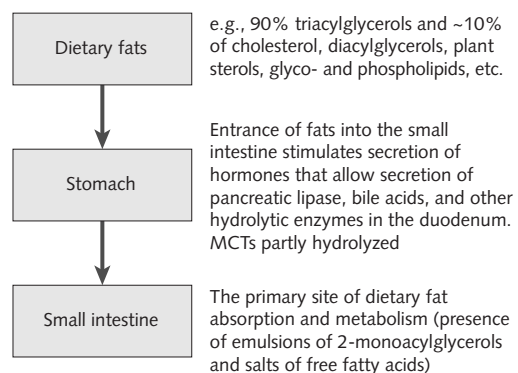 Dietary fats
e.g., 90% triacylglycerols and ~10%
of cholesterol, diacylglycerols, plant
sterols, glyco- and phospholipids, etc.
Stomach
Entrance of fats into the small
intestine stimulates secretion of
hormones that allow secretion of
pancreatic lipase, bile acids, and other
hydrolytic enzymes in the duodenum.
MCTs partly hydrolyzed
Small intestine
The primary site of dietary fat
absorption and metabolism (presence
of emulsions of 2-monoacylglycerols
and salts of free fatty acids)